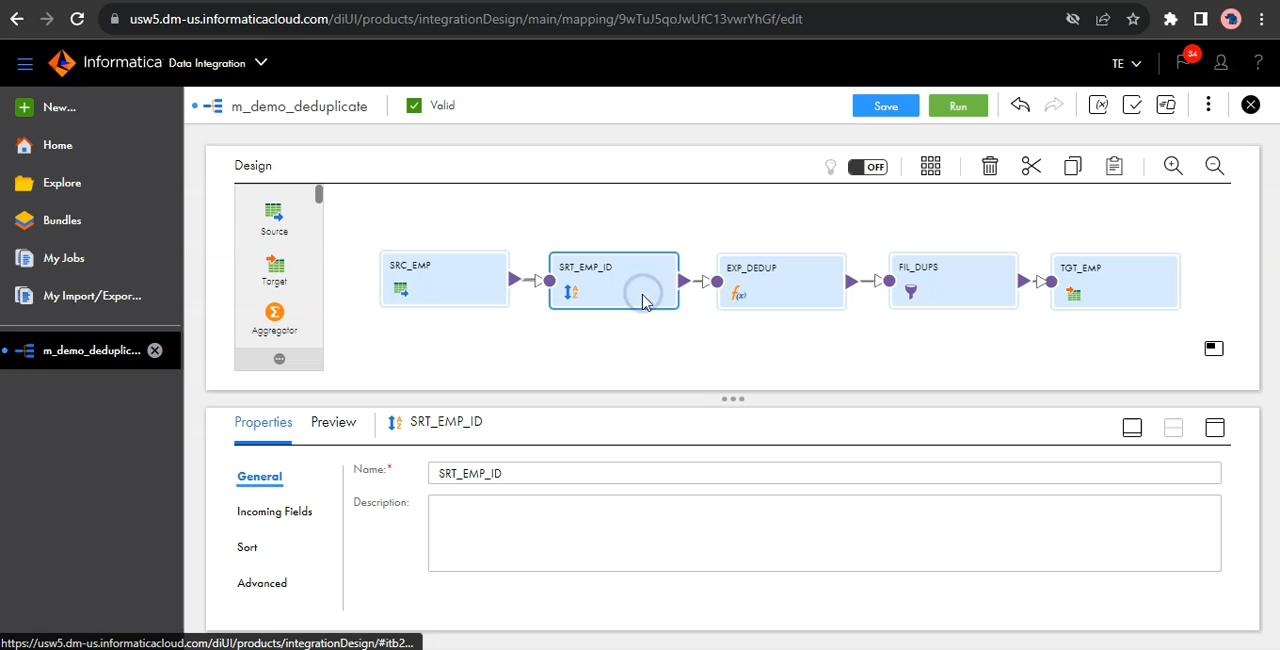 usw5.dm-us.informaticacloud.com/diUI/products/integrationDesign/main/mapping/9wTuJ5qoJwUfC13vwrYhGf/edit
Informatica Data Integration
TE
34
?
New...
Home
Explore
Bundles
My Jobs
My Import/Expor...
m_demo_deduplic...
m_demo_deduplicate
Valid
Save
Run
(x)
Design
OFF
Source
Target
Aggregator
SRC_EMP
SRT_EMP_ID
EXP_DEDUP
f(x)
FIL_DUPS
TGT_EMP
Properties
Preview
SRT_EMP_ID
General
Incoming Fields
Sort
Advanced
Name:*
SRT_EMP_ID
Description:
https://usw5.dm-us.informaticacloud.com/diUI/products/integrationDesign/#itb2...